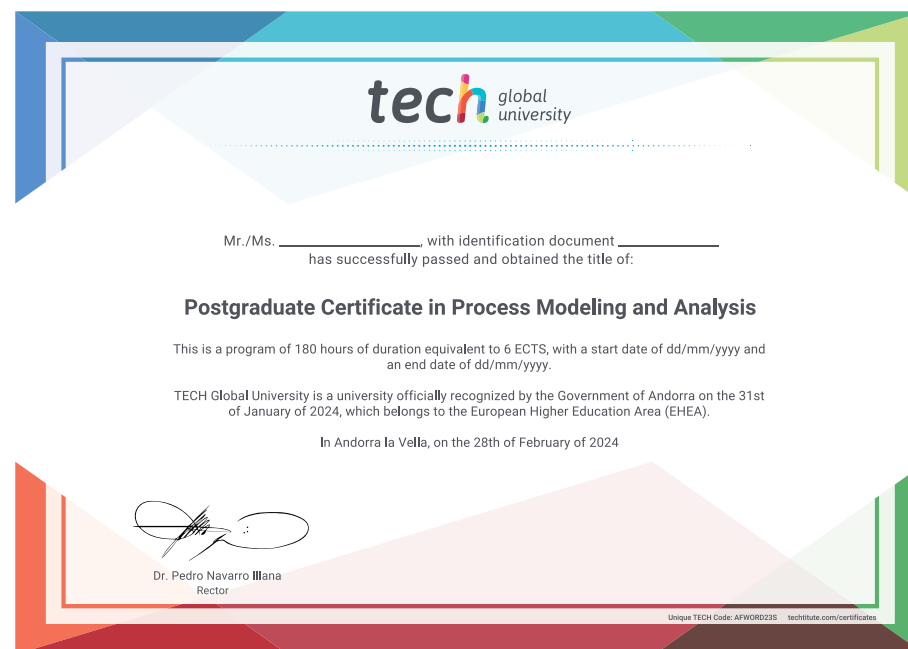 tech global university
Mr./Ms. ____________, with identification document ____________
has successfully passed and obtained the title of:
Postgraduate Certificate in Process Modeling and Analysis
This is a program of 180 hours of duration equivalent to 6 ECTS, with a start date of dd/mm/yyyy and
an end date of dd/mm/yyyy.
TECH Global University is a university officially recognized by the Government of Andorra on the 31st
of January of 2024, which belongs to the European Higher Education Area (EHEA).
In Andorra la Vella, on the 28th of February of 2024
Dr. Pedro Navarro Illana
Rector
Unique TECH Code: AFWORD23S techtitute.com/certificates